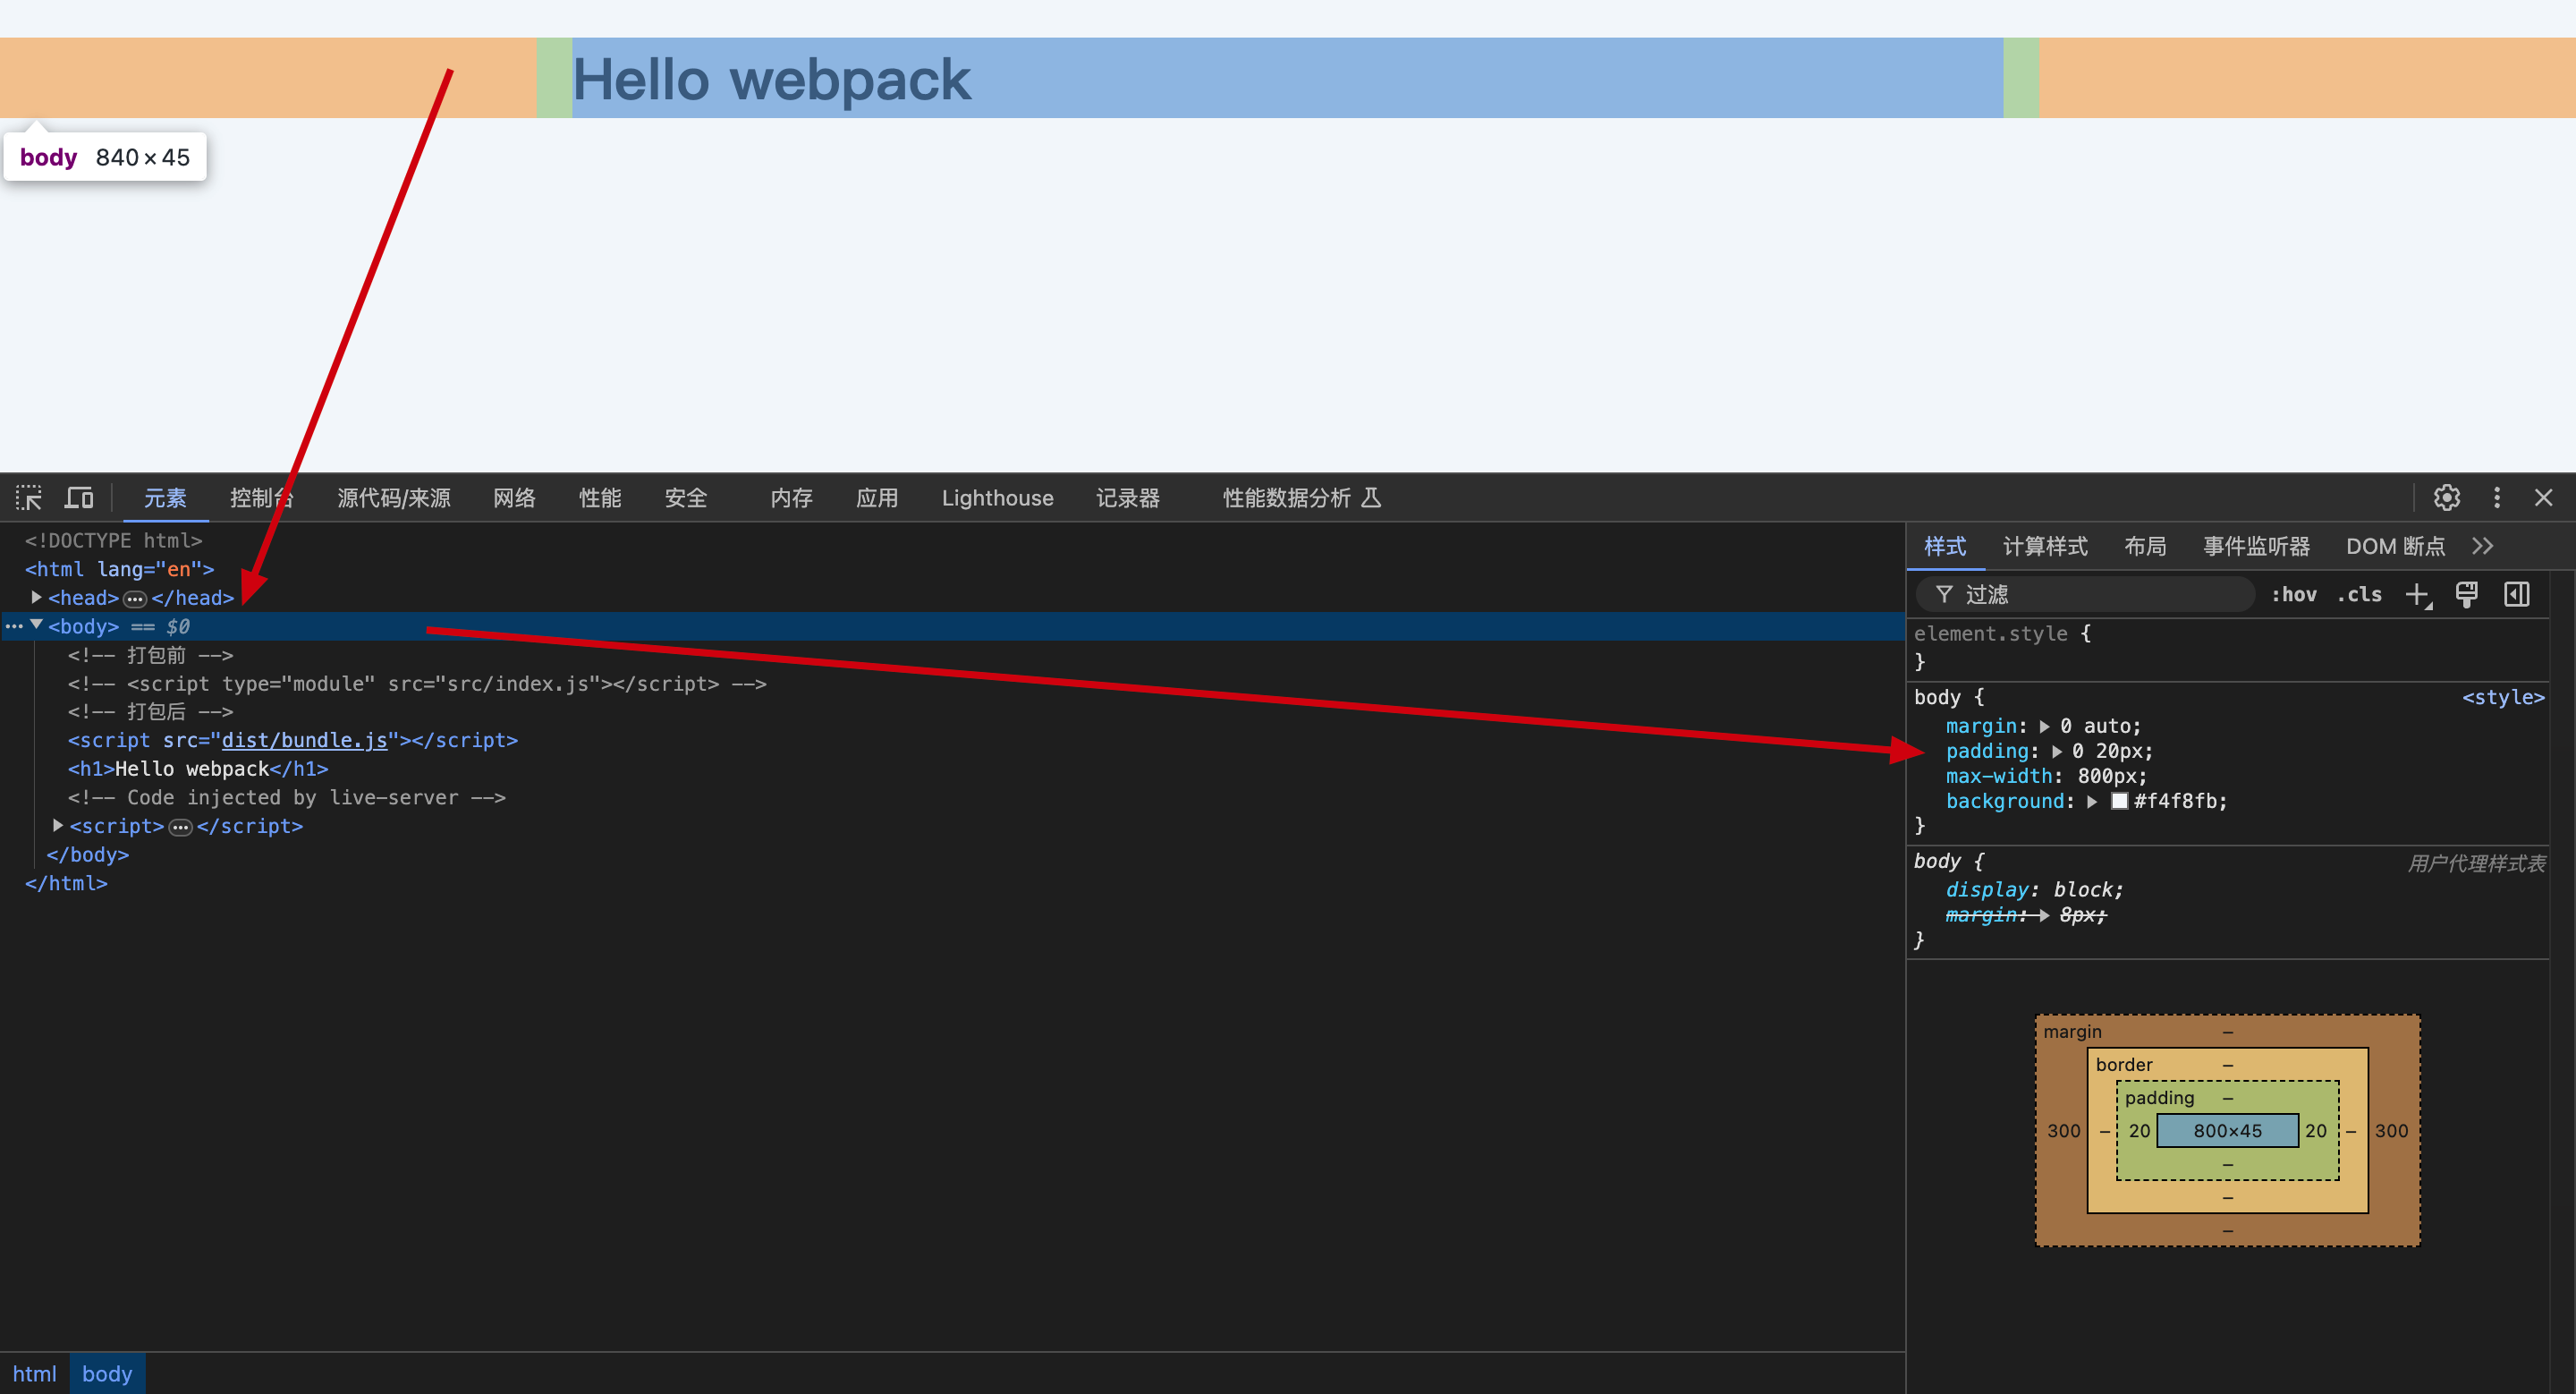 Hello webpack
body 840×45
元素 控制台 源代码/来源 网络 性能 安全 内存 应用 Lighthouse 记录器 性能数据分析
<!DOCTYPE html>
<html lang="en">
<head>…</head>
… <body> == $0
<!-- 打包前 -->
<!-- <script type="module" src="src/index.js"></script> -->
<!-- 打包后 -->
<script src="dist/bundle.js"></script>
<h1>Hello webpack</h1>
<!-- Code injected by live-server -->
<script>…</script>
</body>
</html>
html body
样式 计算样式 布局 事件监听器 DOM 断点
过滤 :hov .cls
element.style {
}
body { <style>
margin: 0 auto;
padding: 0 20px;
max-width: 800px;
background: #f4f8fb;
}
body { 用户代理样式表
display: block;
margin: 8px;
}
margin –
border –
padding –
300 – 20 800×45 20 – 300
–
–
–